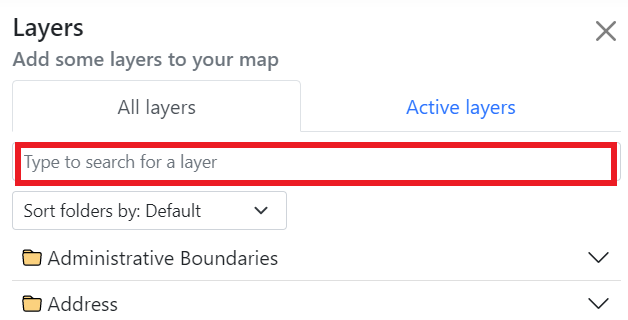 Layers
Add some layers to your map
All layers
Active layers
Type to search for a layer
Sort folders by: Default
Administrative Boundaries
Address